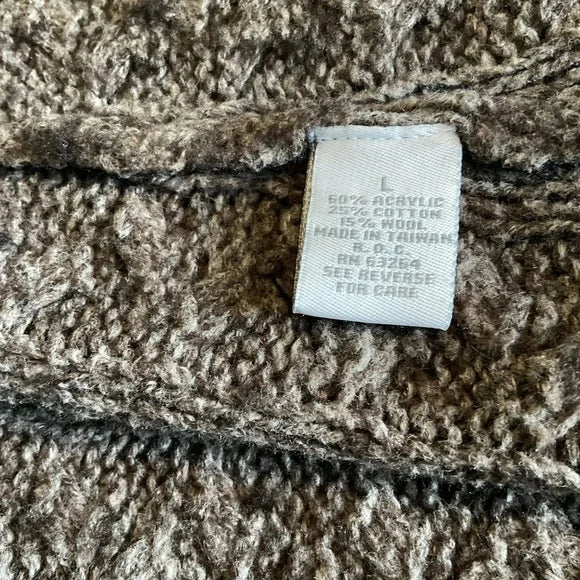 L
60% ACRYLIC
25% COTTON
15% WOOL
MADE IN TAIWAN
R. O. C.
RN 63264
SEE REVERSE
FOR CARE